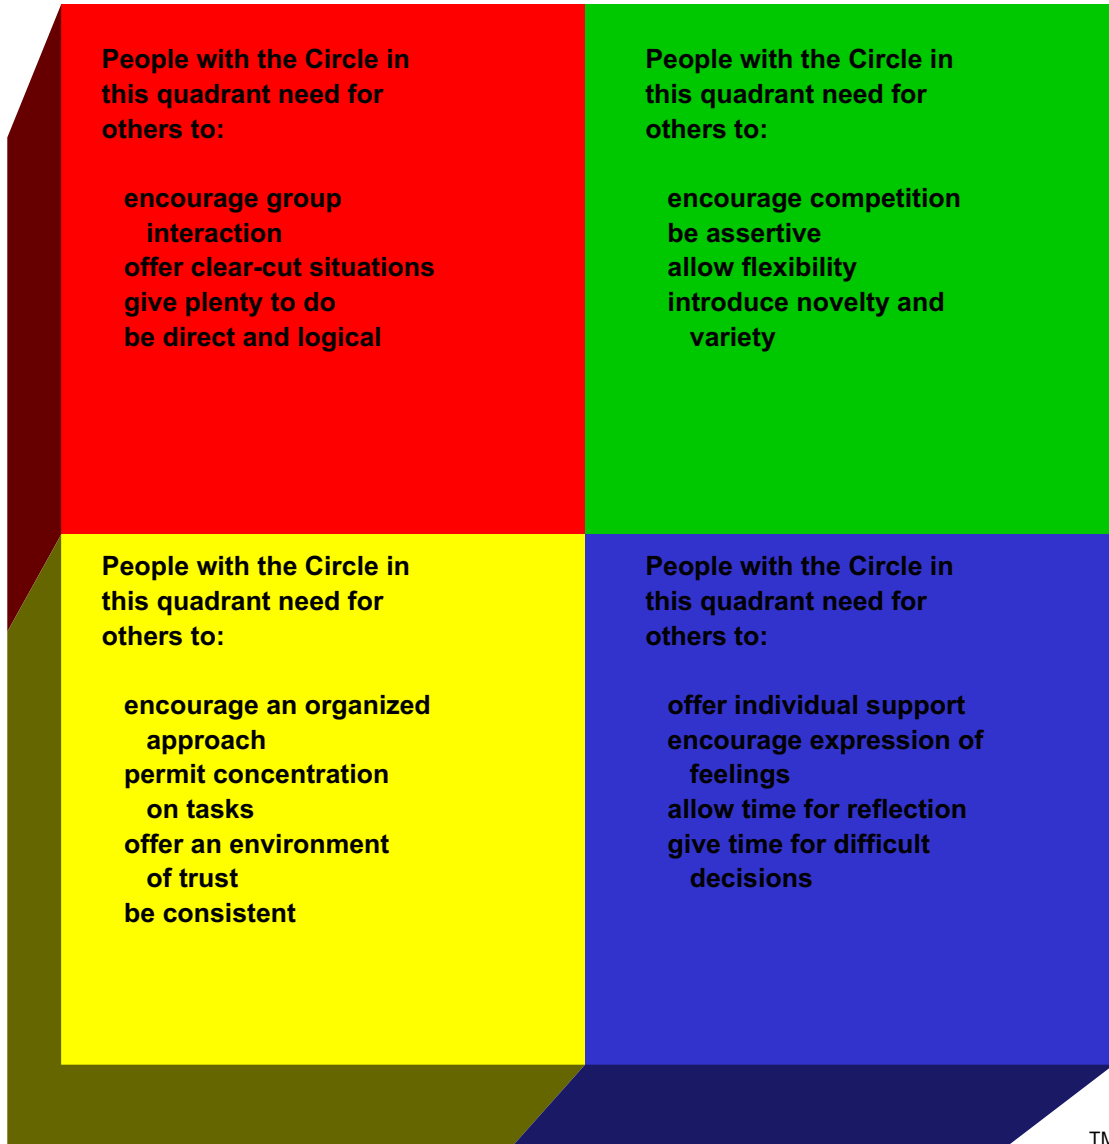 People with the Circle in
this quadrant need for
others to:
encourage group
interaction
offer clear-cut situations
give plenty to do
be direct and logical
People with the Circle in
this quadrant need for
others to:
encourage competition
be assertive
allow flexibility
introduce novelty and
variety
People with the Circle in
this quadrant need for
others to:
encourage an organized
approach
permit concentration
on tasks
offer an environment
of trust
be consistent
People with the Circle in
this quadrant need for
others to:
offer individual support
encourage expression of
feelings
allow time for reflection
give time for difficult
decisions
TM